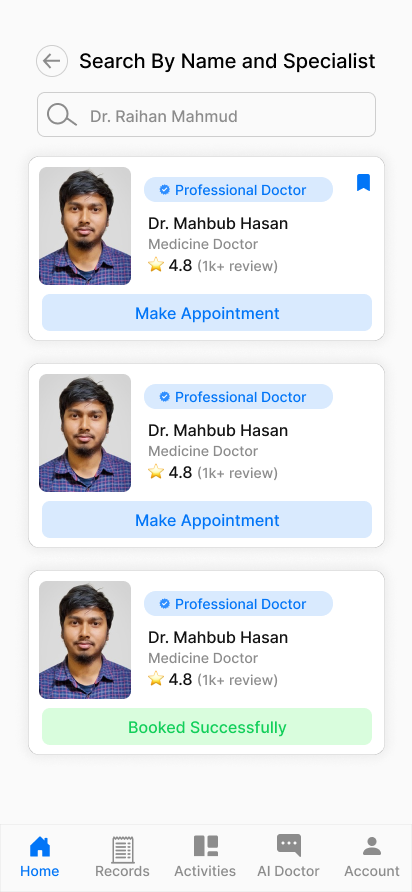 Search By Name and Specialist
Dr. Raihan Mahmud
Professional Doctor
Dr. Mahbub Hasan
Medicine Doctor
4.8 (1k+ review)
Make Appointment
Professional Doctor
Dr. Mahbub Hasan
Medicine Doctor
4.8 (1k+ review)
Make Appointment
Professional Doctor
Dr. Mahbub Hasan
Medicine Doctor
4.8 (1k+ review)
Booked Successfully
Home Records Activities AI Doctor Account